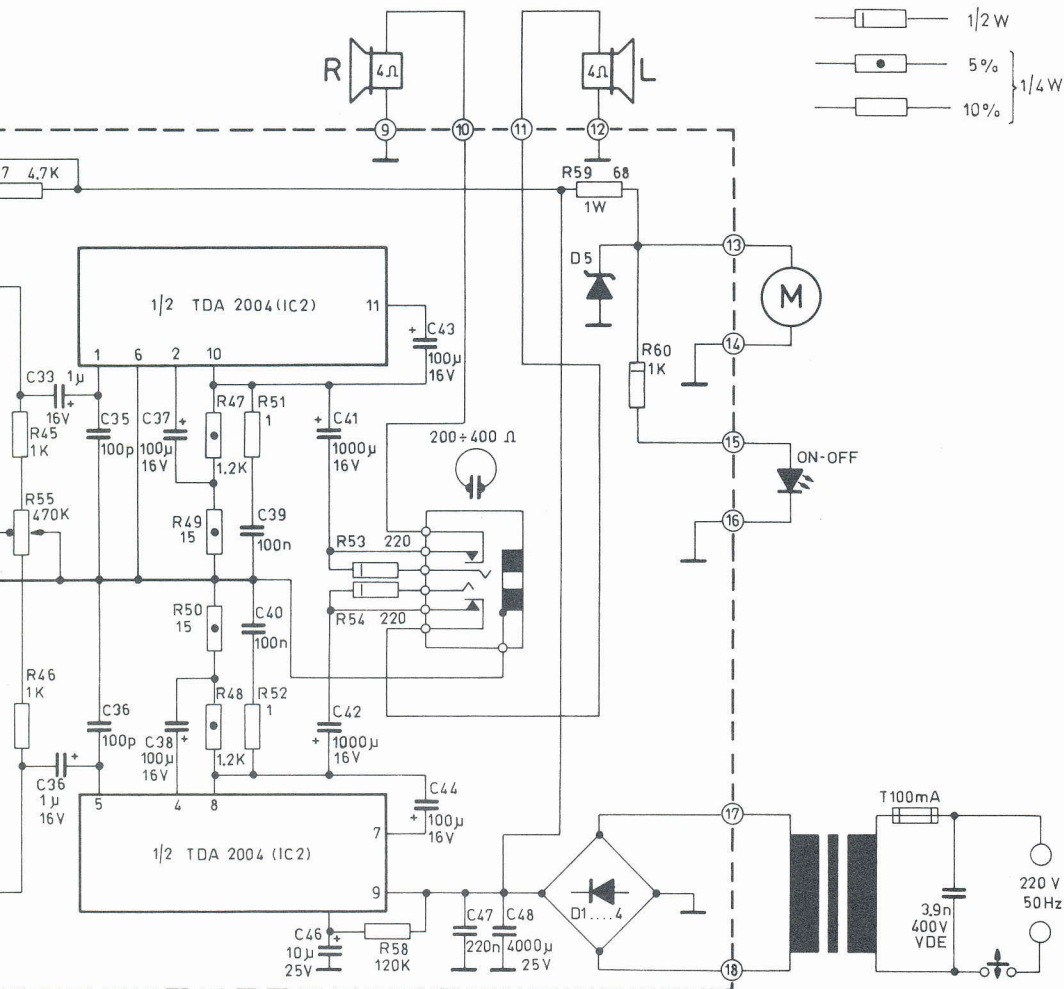 1/2 W
5%
10%
1/4 W
R
4Ω
4Ω
L
9
10
11
12
7 4,7K
R59 68
1W
13
D5
M
14
1/2 TDA 2004 (IC2)
11
1 6 2 10
C43
+
100µ
16V
R60
1K
C33 1µ
16V +
C35
100p
C37 +
100µ
16V
R47
1,2K
R51
1
+ C41
1000µ
16V
200÷400 Ω
15
ON-OFF
16
R45
1K
R55
470K
R49
15
C39
100n
R53 220
R50
15
C40
100n
R54 220
R46
1K
R48
1,2K
R52
1
C36
100p
C38 +
100µ
16V
C42
+ 1000µ
16V
C36 +
1µ
16V
5 4 8
C44
+ 100µ
16V
7
1/2 TDA 2004 (IC2)
9
17
T100mA
220 V
50Hz
3,9n
400V
VDE
D1....4
C46 +
10µ
25V
R58
120K
C47
220n
C48
4000µ
25V
18